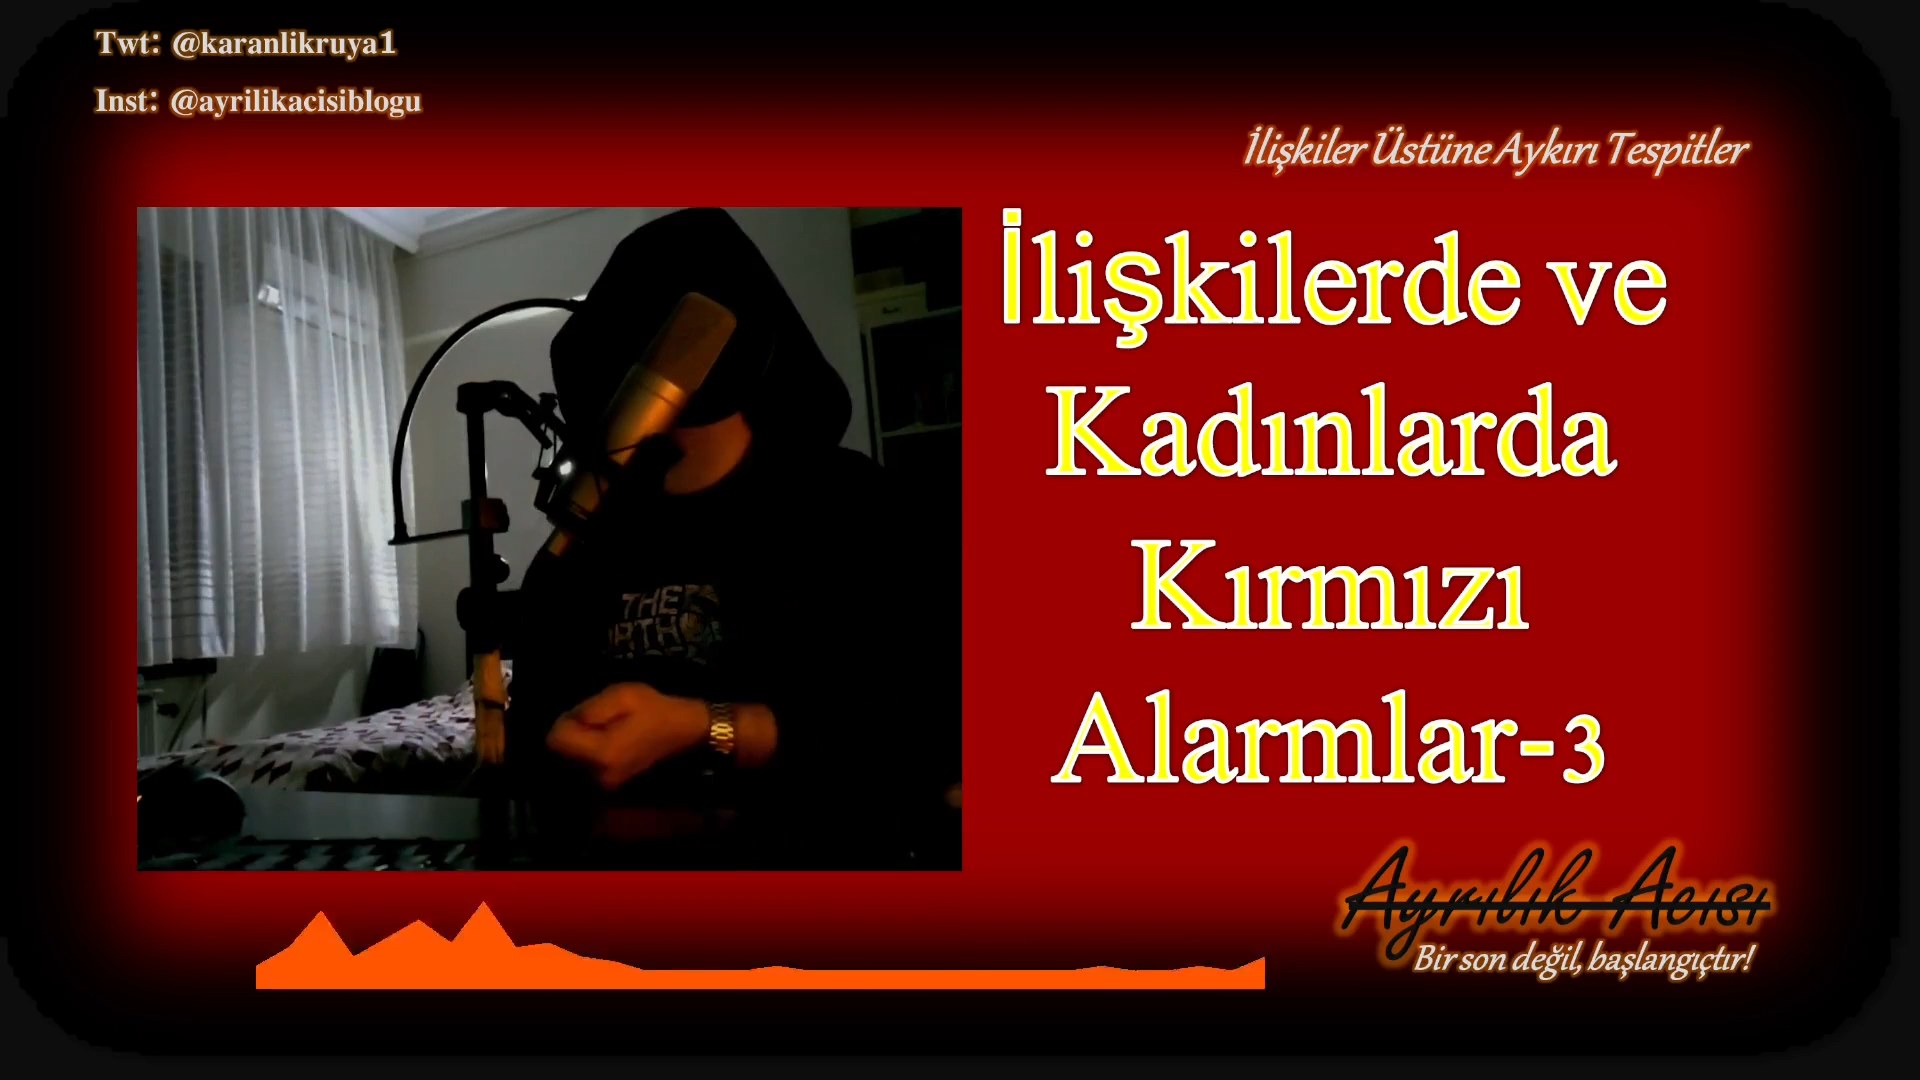 Twt: @karanlikruya1
Inst: @ayrilikacisiblogu
İlişkiler Üstüne Aykırı Tespitler
İlişkilerde ve
Kadınlarda
Kırmızı
Alarmlar-3
THE
Ayrılık Acısı
Bir son değil, başlangıçtır!